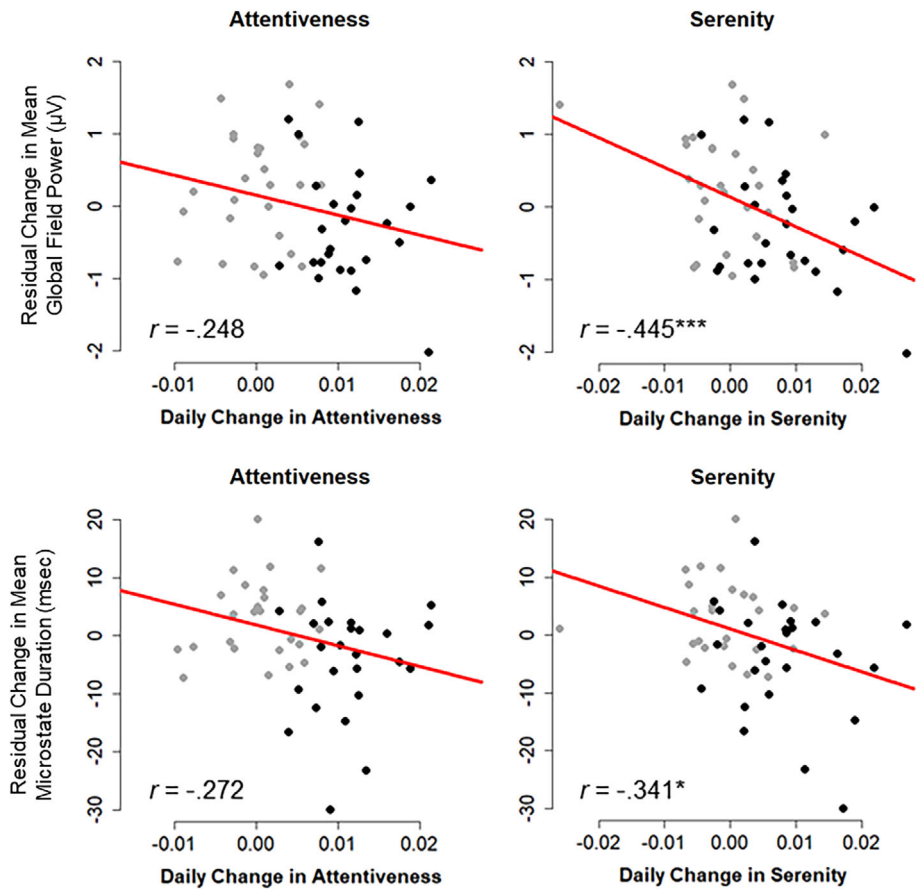 Attentiveness
Serenity
Residual Change in Mean
Global Field Power (µV)
2
1
0
-1
-2
r = -.248
-0.01 0.00 0.01 0.02
Daily Change in Attentiveness
2
1
0
-1
-2
r = -.445***
-0.02 -0.01 0.00 0.01 0.02
Daily Change in Serenity
Attentiveness
Serenity
Residual Change in Mean
Microstate Duration (msec)
20
10
0
-10
-20
-30
r = -.272
-0.01 0.00 0.01 0.02
Daily Change in Attentiveness
20
10
0
-10
-20
-30
r = -.341*
-0.02 -0.01 0.00 0.01 0.02
Daily Change in Serenity